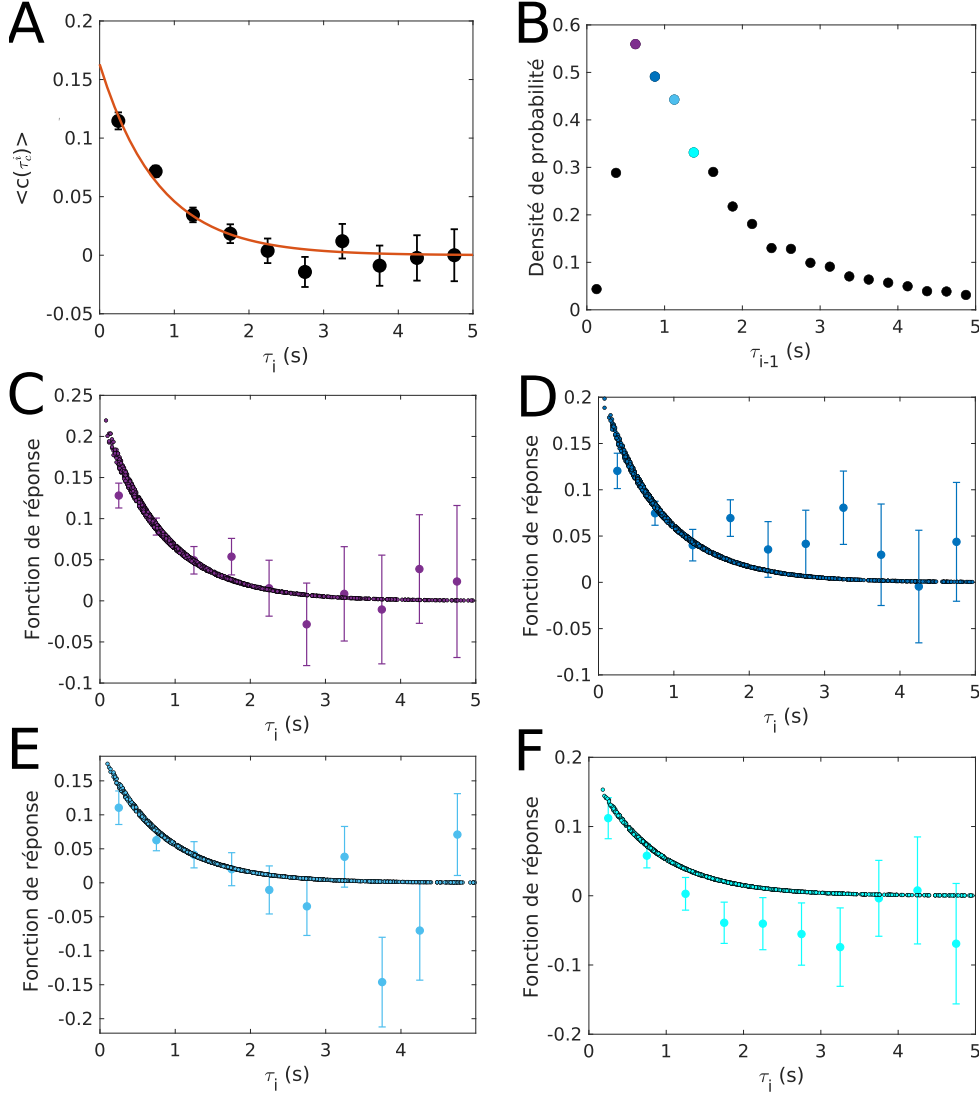 A
0.2
0.15
0.1
0.05
0
-0.05
<c(τ_c^i)>
0 1 2 3 4 5
τ_i (s)
B
0.6
0.5
0.4
0.3
0.2
0.1
0
Densité de probabilité
0 1 2 3 4 5
τ_{i-1} (s)
C
0.25
0.2
0.15
0.1
0.05
0
-0.05
-0.1
Fonction de réponse
0 1 2 3 4 5
τ_i (s)
D
0.2
0.15
0.1
0.05
0
-0.05
-0.1
Fonction de réponse
0 1 2 3 4 5
τ_i (s)
E
0.15
0.1
0.05
0
-0.05
-0.1
-0.15
-0.2
Fonction de réponse
0 1 2 3 4
τ_i (s)
F
0.2
0.1
0
-0.1
-0.2
Fonction de réponse
0 1 2 3 4 5
τ_i (s)